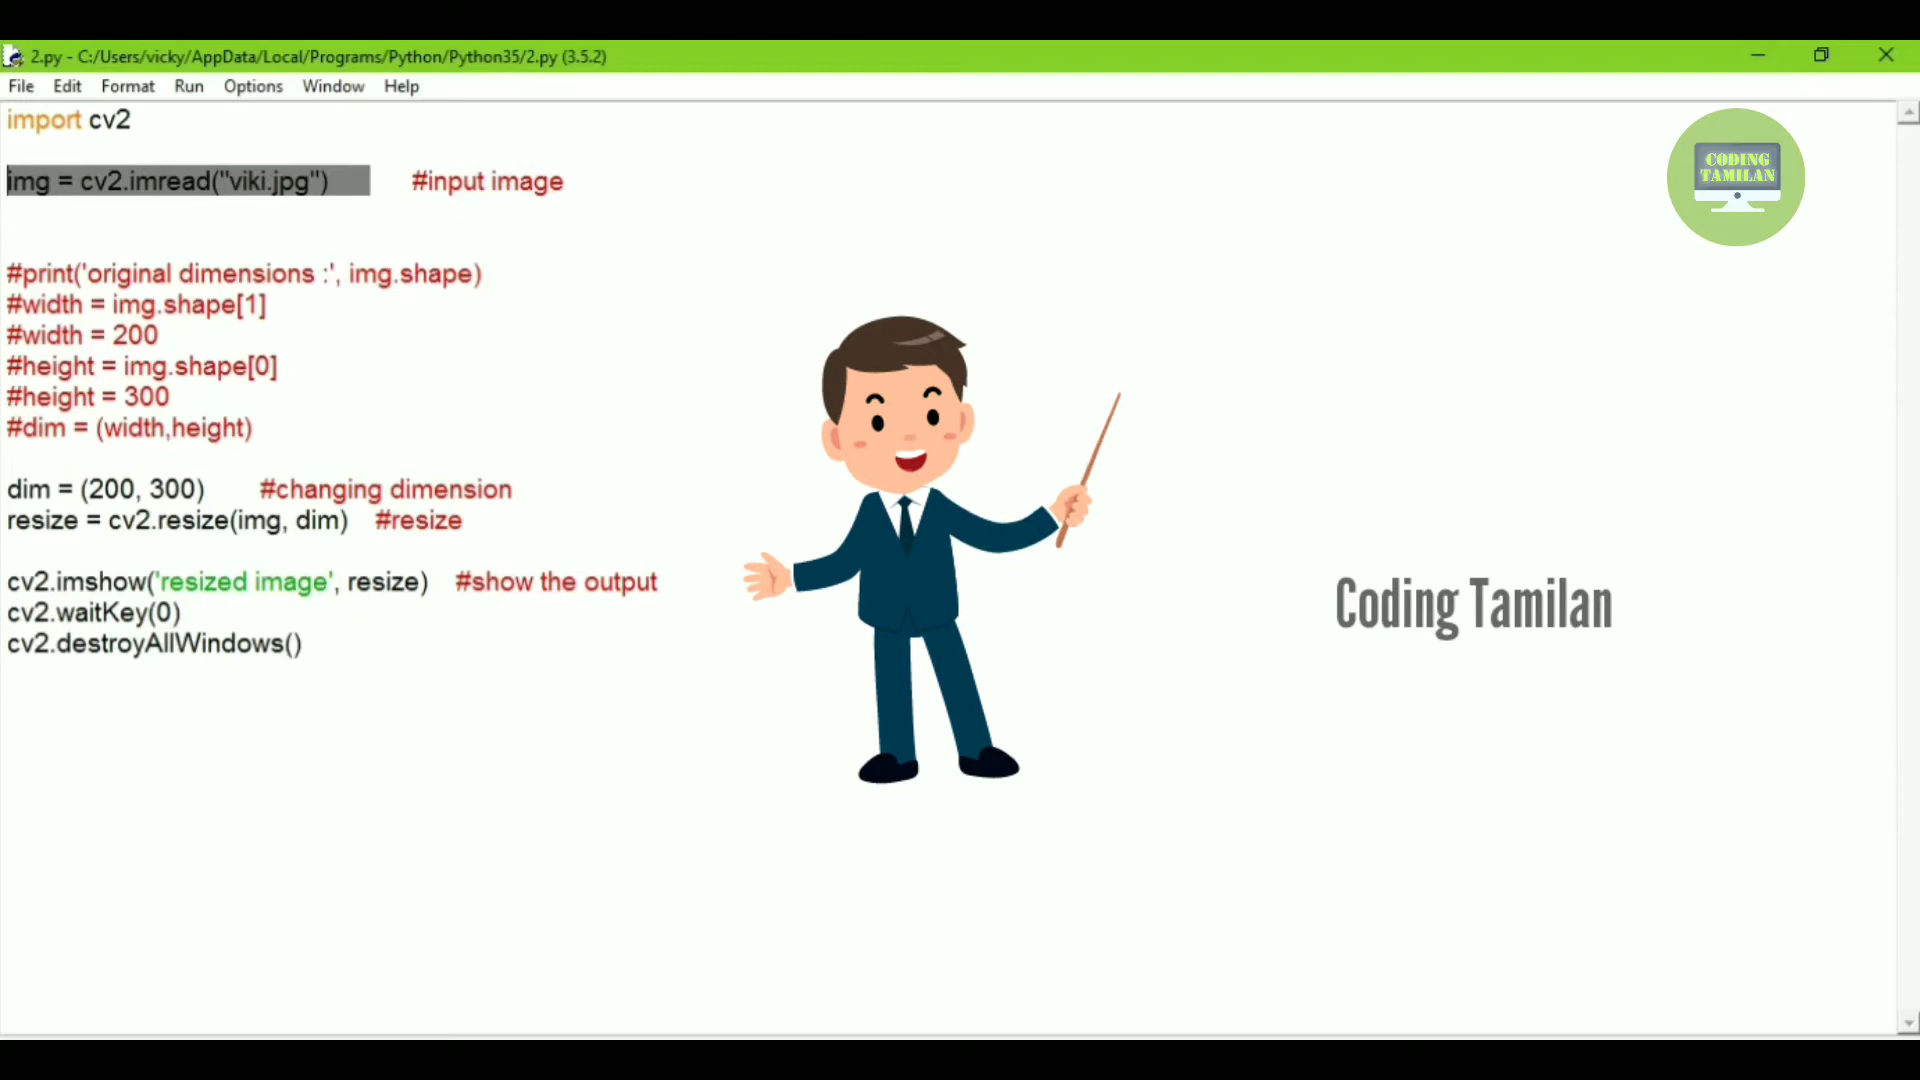 2.py - C:/Users/vicky/AppData/Local/Programs/Python/Python35/2.py (3.5.2)
File Edit Format Run Options Window Help
import cv2
img = cv2.imread("viki.jpg") #input image
CODING
TAMILAN
#print('original dimensions :', img.shape)
#width = img.shape[1]
#width = 200
#height = img.shape[0]
#height = 300
#dim = (width,height)
dim = (200, 300) #changing dimension
resize = cv2.resize(img, dim) #resize
cv2.imshow('resized image', resize) #show the output
cv2.waitKey(0)
cv2.destroyAllWindows()
Coding Tamilan